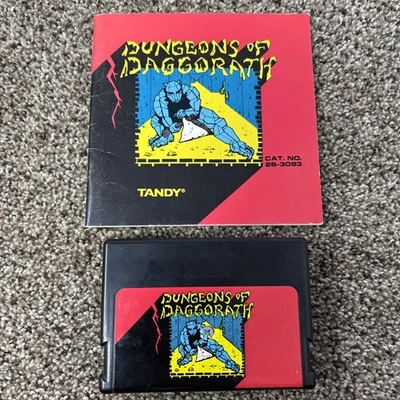 DUNGEONS OF
DAGGORATH
CAT. NO.
26-3093
TANDY®
DUNGEONS OF
DAGGORATH